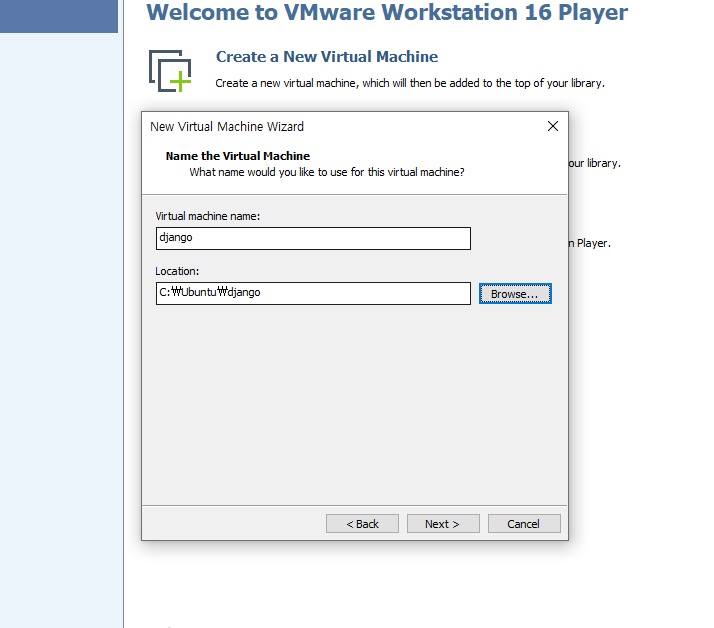 Welcome to VMware Workstation 16 Player
Create a New Virtual Machine
Create a new virtual machine, which will then be added to the top of your library.
New Virtual Machine Wizard
Name the Virtual Machine
What name would you like to use for this virtual machine?
our library.
Virtual machine name:
django
n Player.
Location:
C:₩Ubuntu₩django
Browse...
< Back
Next >
Cancel